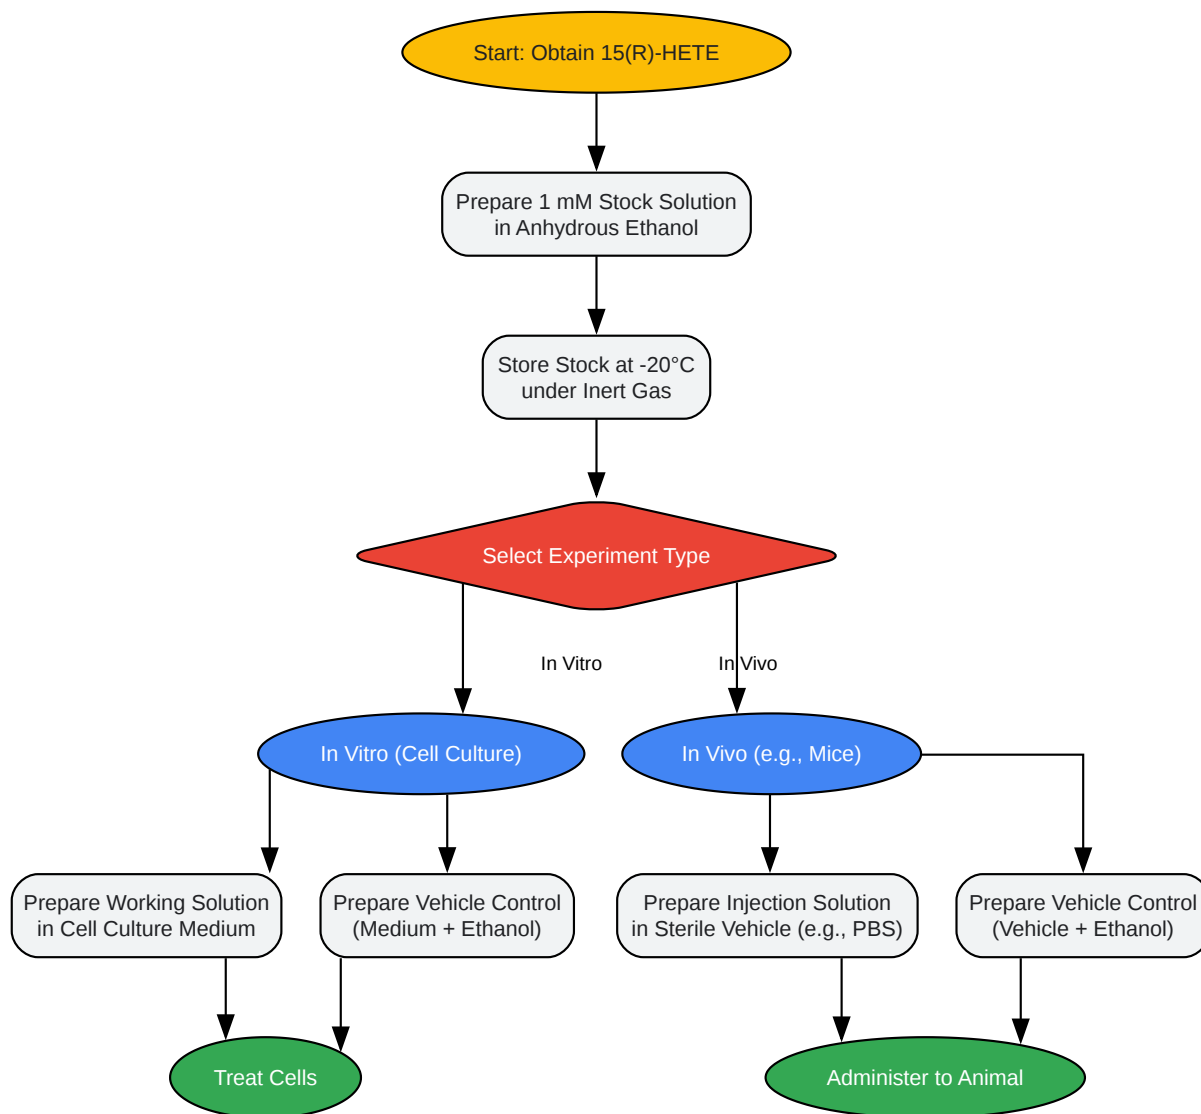 Start: Obtain 15(R)-HETE
Prepare 1 mM Stock Solution
in Anhydrous Ethanol
Store Stock at -20°C
under Inert Gas
Select Experiment Type
In Vitro
In Vivo
In Vitro (Cell Culture)
In Vivo (e.g., Mice)
Prepare Working Solution
in Cell Culture Medium
Prepare Vehicle Control
(Medium + Ethanol)
Prepare Injection Solution
in Sterile Vehicle (e.g., PBS)
Prepare Vehicle Control
(Vehicle + Ethanol)
Treat Cells
Administer to Animal